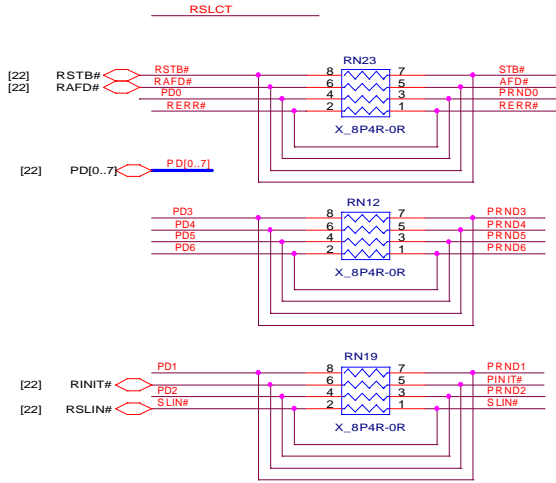 RSLCT
RN23
[22] RSTB# RSTB# 8 7 STB#
[22] RAFD# RAFD# 6 5 AFD#
PD0 4 3 PRND0
RERR# 2 1 RERR#
X_8P4R-0R
[22] PD[0..7] PD[0..7]
RN12
PD3 8 7 PRND3
PD4 6 5 PRND4
PD5 4 3 PRND5
PD6 2 1 PRND6
X_8P4R-0R
RN19
PD1 8 7 PRND1
[22] RINIT# 6 5 PINIT#
PD2 4 3 PRND2
[22] RSLIN# SLIN# 2 1 SLIN#
X_8P4R-0R